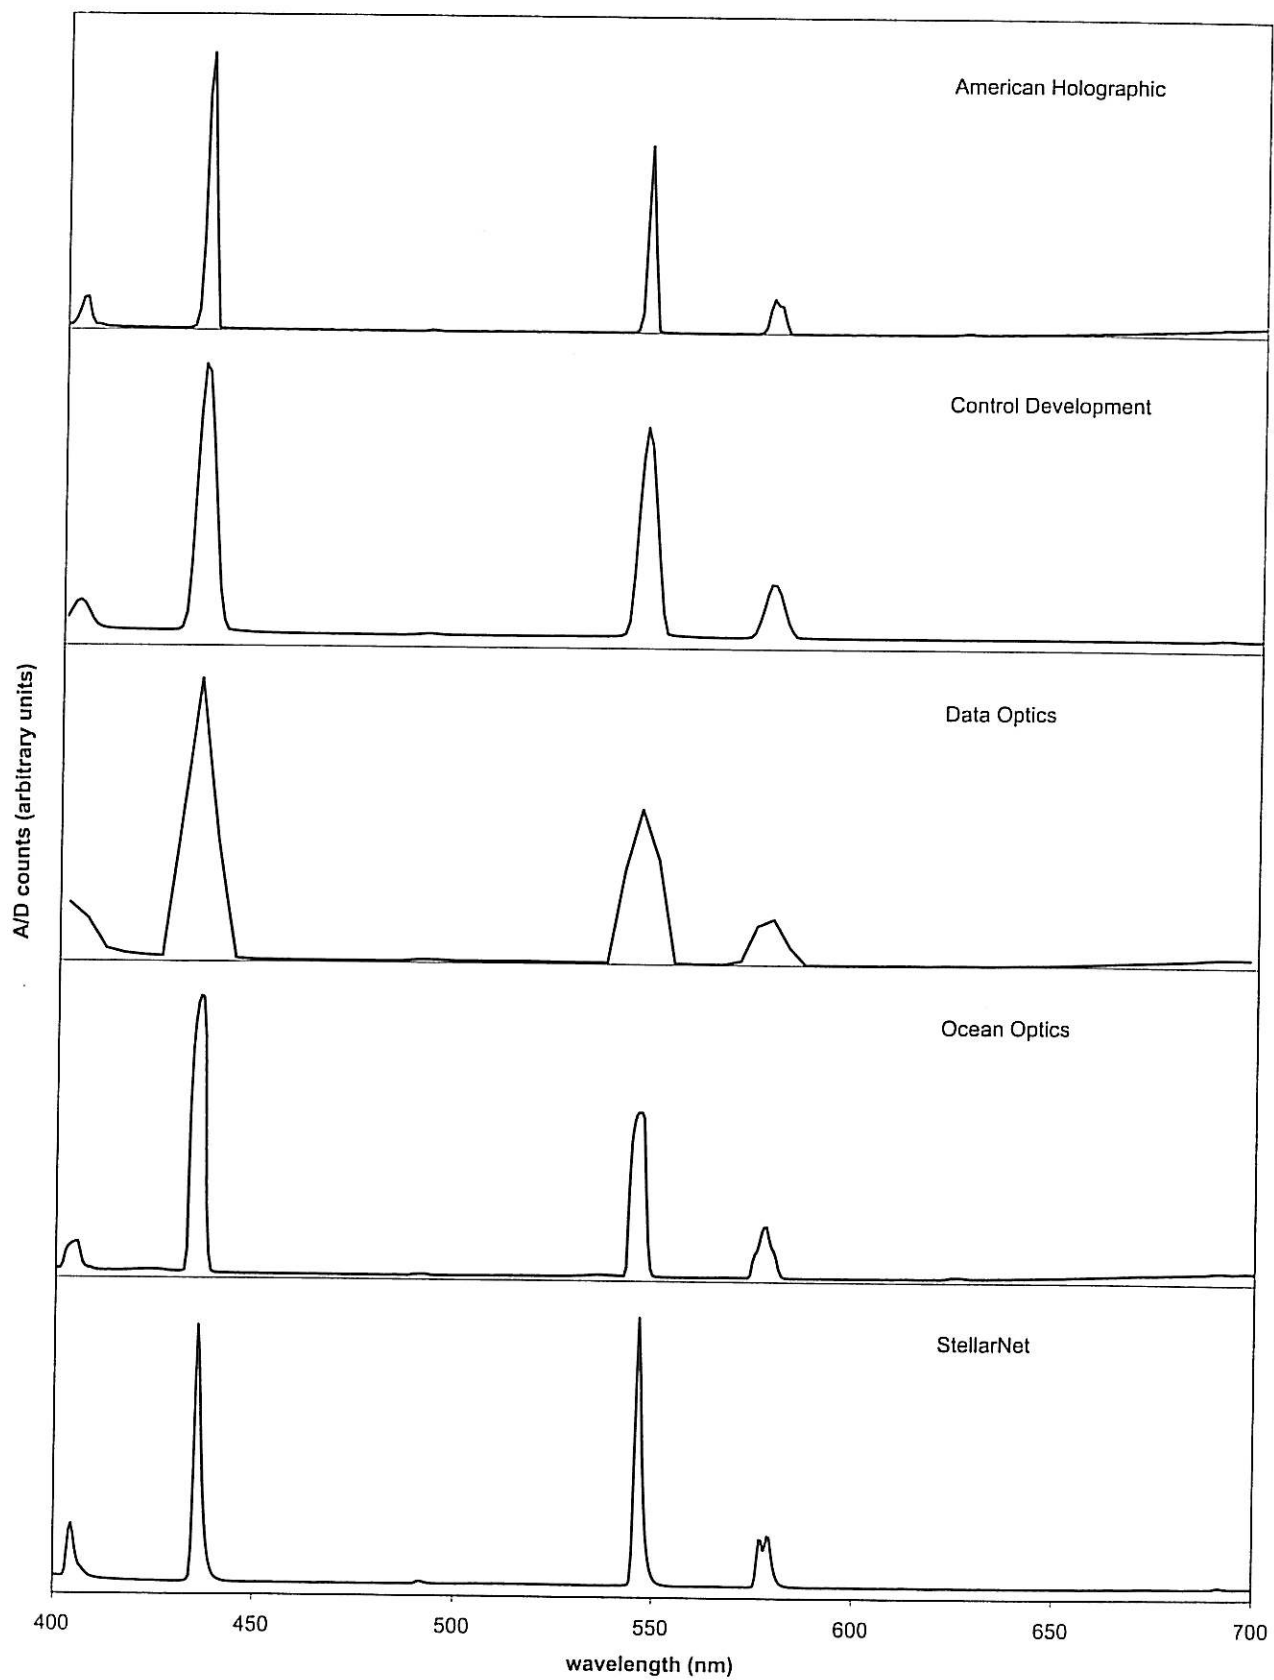 American Holographic
Control Development
Data Optics
A/D counts (arbitrary units)
Ocean Optics
StellarNet
400 450 500 550 600 650 700
wavelength (nm)